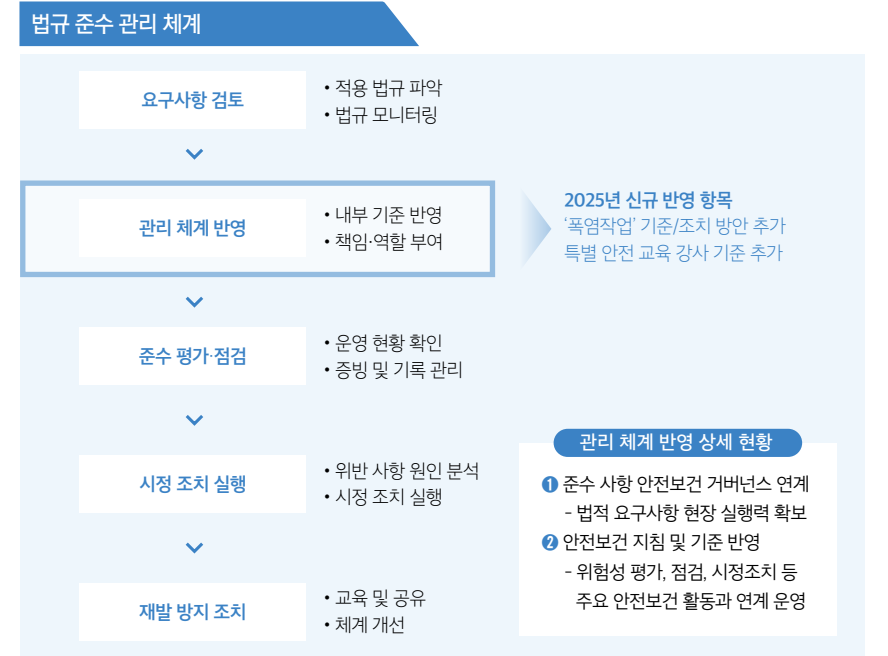 법규 준수 관리 체계
요구사항 검토
• 적용 법규 파악
• 법규 모니터링
관리 체계 반영
• 내부 기준 반영
• 책임·역할 부여
2025년 신규 반영 항목
‘폭염작업’ 기준/조치 방안 추가
특별 안전 교육 강사 기준 추가
준수 평가·점검
• 운영 현황 확인
• 증빙 및 기록 관리
시정 조치 실행
• 위반 사항 원인 분석
• 시정 조치 실행
재발 방지 조치
• 교육 및 공유
• 체계 개선
관리 체계 반영 상세 현황
❶ 준수 사항 안전보건 거버넌스 연계
- 법적 요구사항 현장 실행력 확보
❷ 안전보건 지침 및 기준 반영
- 위험성 평가, 점검, 시정조치 등
주요 안전보건 활동과 연계 운영